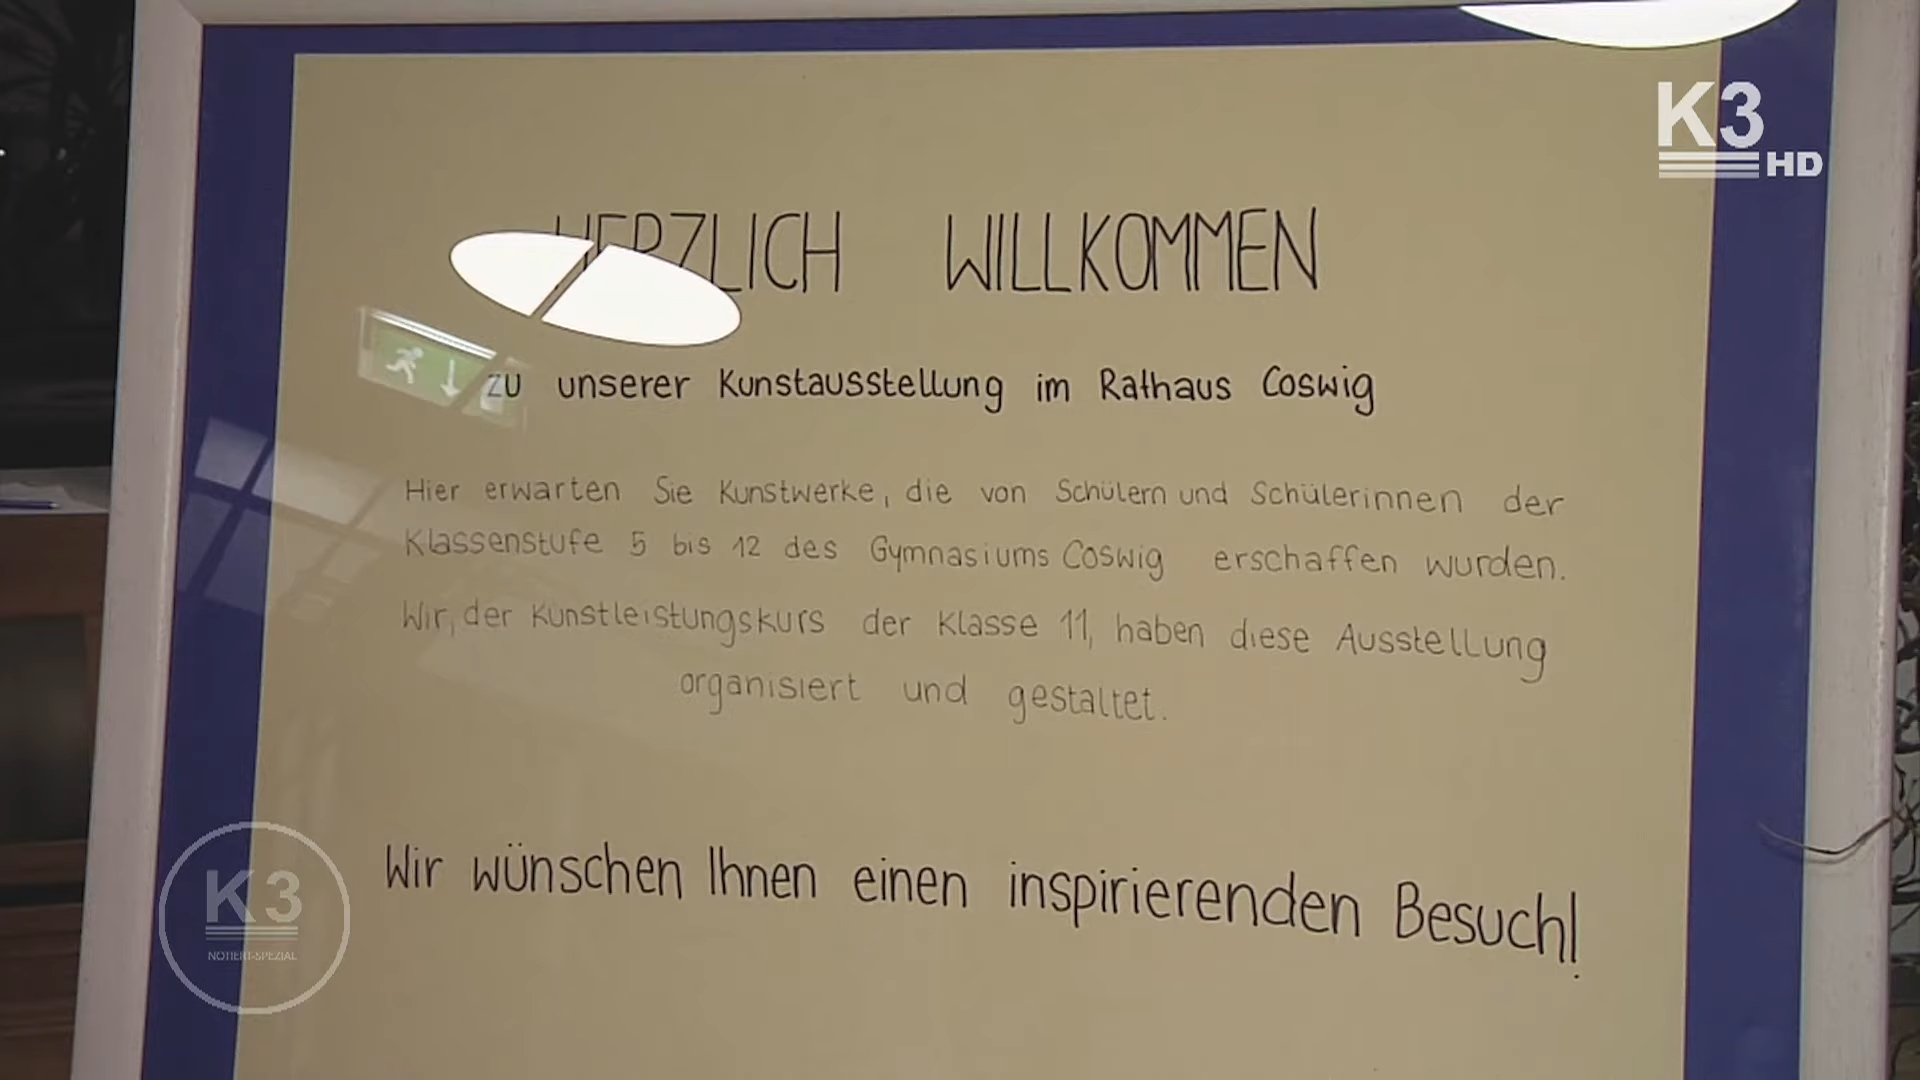 K3
HD
HERZLICH WILLKOMMEN
zu unserer Kunstausstellung im Rathaus Coswig
Hier erwarten Sie Kunstwerke, die von Schülern und Schülerinnen der
Klassenstufe 5 bis 12 des Gymnasiums Coswig erschaffen wurden.
Wir, der Kunstleistungskurs der Klasse 11, haben diese Ausstellung
organisiert und gestaltet.
Wir wünschen Ihnen einen inspirierenden Besuch!
K3
NOTIERT-SPEZIAL